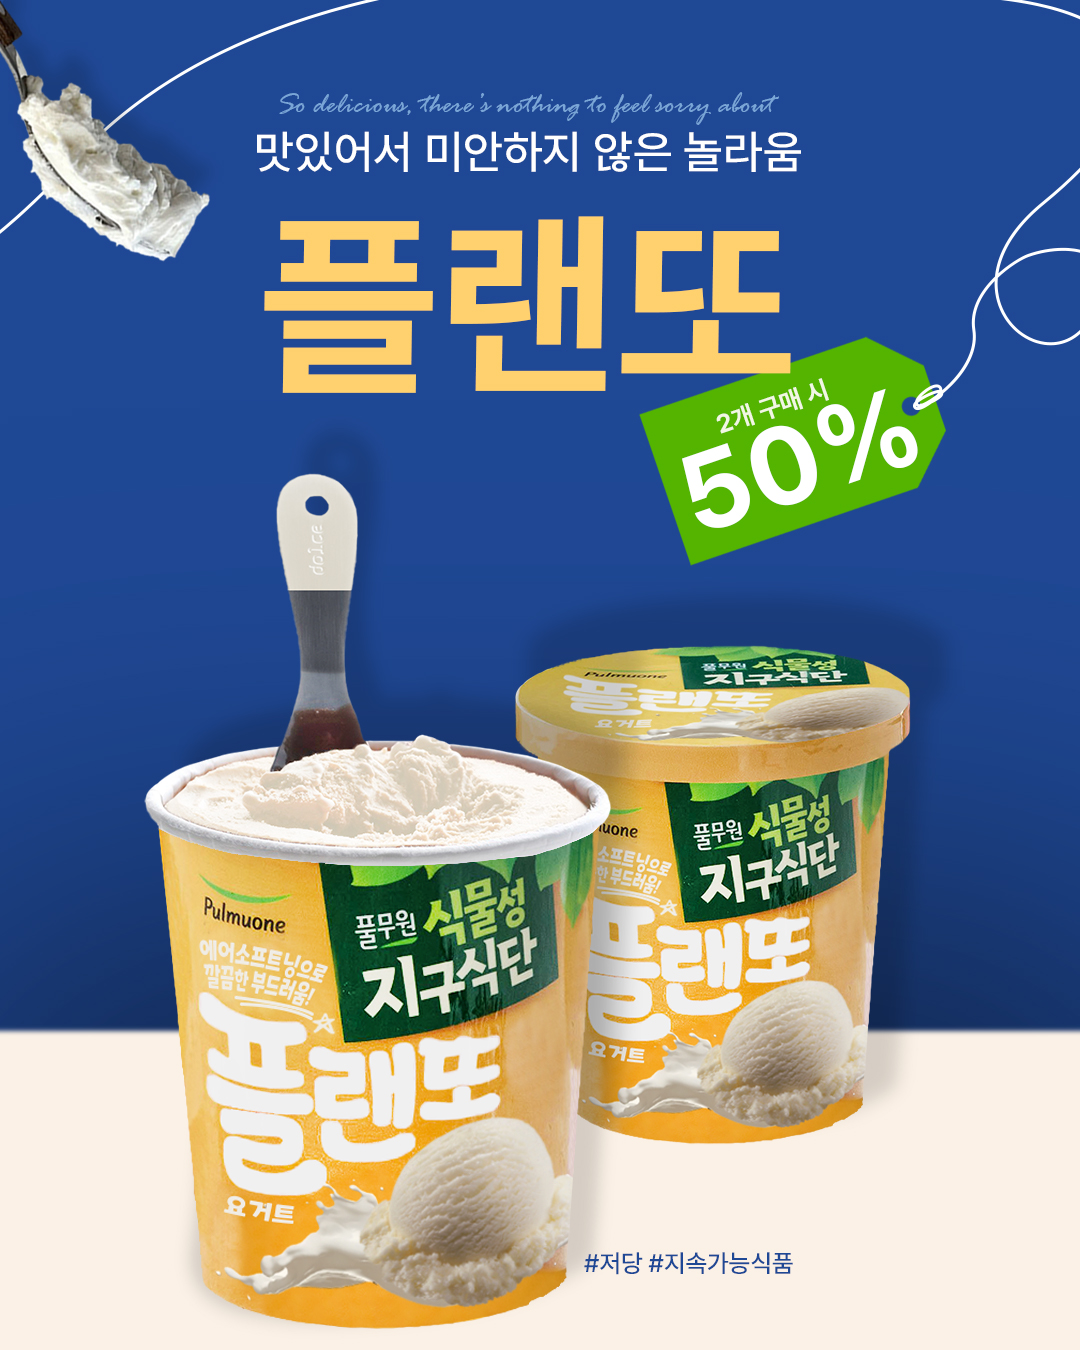 So delicious, there's nothing to feel sorry about
맛있어서 미안하지 않은 놀라움
플랜또
2개 구매 시
50%
dolce
Pulmuone
풀무원 식물성
지구식단
플랜또
요거트
uone
풀무원 식물성
지구식단
소프트닝으로
한 부드러움!
플랜또
요거트
Pulmuone
풀무원 식물성
지구식단
에어소프트닝으로
깔끔한 부드러움!
플랜또
요거트
#저당 #지속가능식품